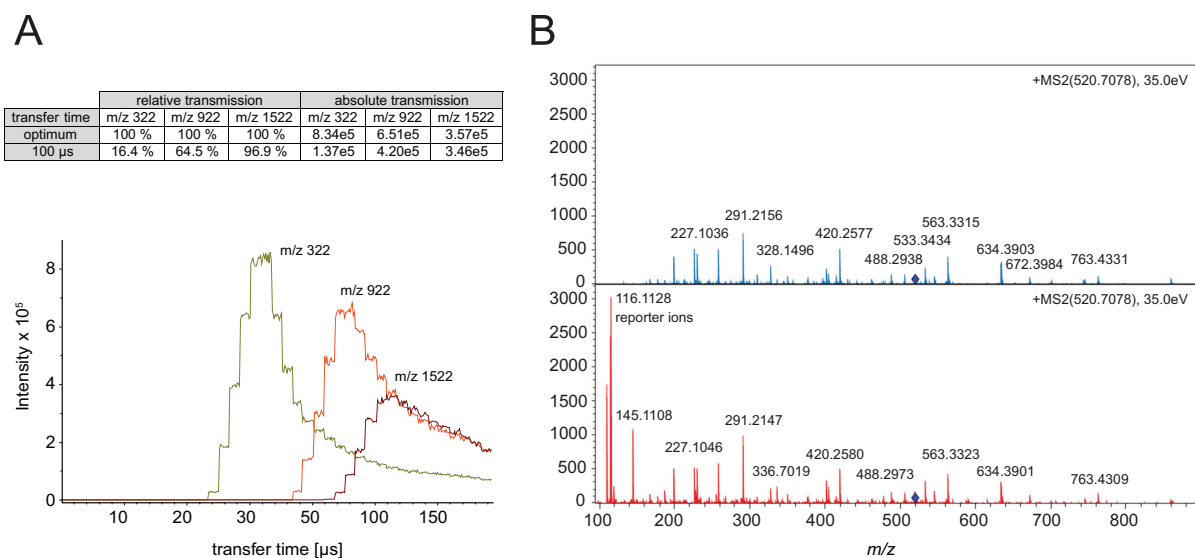 A
relative transmission absolute transmission
transfer time m/z 322 m/z 922 m/z 1522 m/z 322 m/z 922 m/z 1522
optimum 100 % 100 % 100 % 8.34e5 6.51e5 3.57e5
100 µs 16.4 % 64.5 % 96.9 % 1.37e5 4.20e5 3.46e5
Intensity x 10⁵
8
6
4
2
0
m/z 322
m/z 922
m/z 1522
10 20 30 50 100 150
transfer time [µs]
B
3000
2500
2000
1500
1000
500
0
+MS2(520.7078), 35.0eV
227.1036
291.2156
328.1496
420.2577
488.2938
533.3434
563.3315
634.3903
672.3984
763.4331
3000
2500
2000
1500
1000
500
0
+MS2(520.7078), 35.0eV
116.1128
reporter ions
145.1108
227.1046
291.2147
336.7019
420.2580
488.2973
563.3323
634.3901
763.4309
100 200 300 400 500 600 700 800
m/z